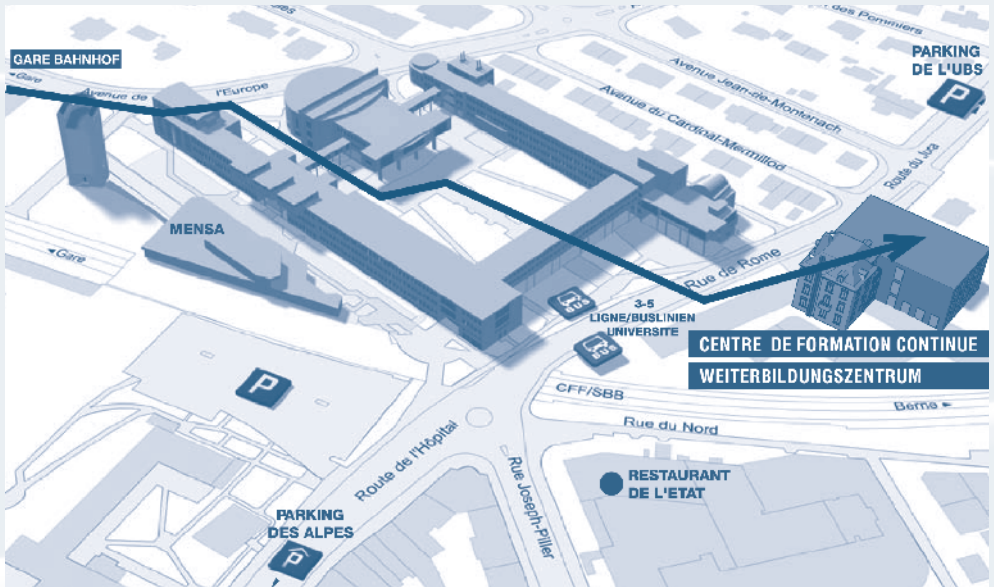 des Pommiers
PARKING
DE L'UBS
P
GARE BAHNHOF
Gare
Avenue de l'Europe
Avenue Jean-de-Montenach
Avenue du Cardinal-Mermillod
Route du Jura
MENSA
Gare
Rue de Rome
BUS
3-5
LIGNE/BUSLINIEN
UNIVERSITE
BUS
CENTRE DE FORMATION CONTINUE
WEITERBILDUNGSZENTRUM
P
CFF/SBB
Berne
Rue du Nord
Route de l'Hôpital
Rue Joseph-Piller
RESTAURANT
DE L'ETAT
PARKING
DES ALPES
P